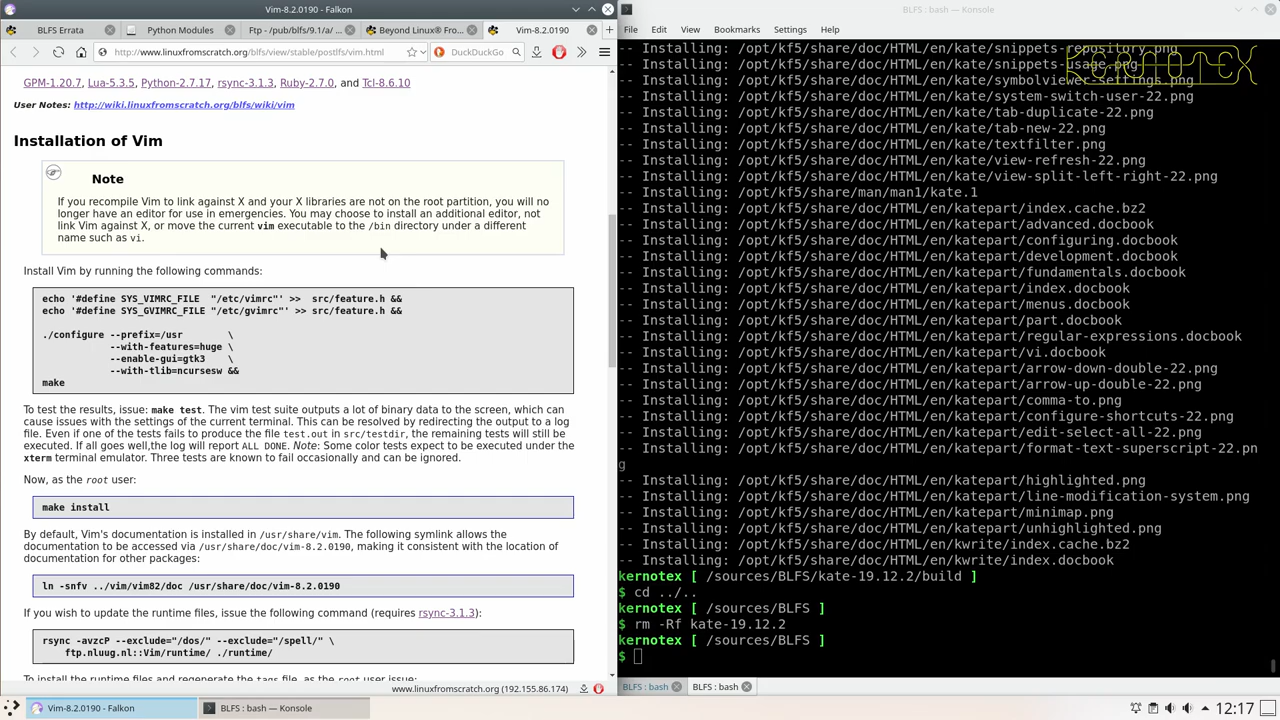 Vim-8.2.0190 - Falkon
BLFS Errata
Python Modules
Ftp - /pub/blfs/9.1/a/ ...
Beyond Linux® Fro...
Vim-8.2.0190
http://www.linuxfromscratch.org/blfs/view/stable/postlfs/vim.html
DuckDuckGo
GPM-1.20.7, Lua-5.3.5, Python-2.7.17, rsync-3.1.3, Ruby-2.7.0, and Tcl-8.6.10
User Notes: http://wiki.linuxfromscratch.org/blfs/wiki/vim
Installation of Vim
Note
If you recompile Vim to link against X and your X libraries are not on the root partition, you will no
longer have an editor for use in emergencies. You may choose to install an additional editor, not
link Vim against X, or move the current vim executable to the /bin directory under a different
name such as vi.
Install Vim by running the following commands:
echo '#define SYS_VIMRC_FILE  "/etc/vimrc"' >>  src/feature.h &&
echo '#define SYS_GVIMRC_FILE "/etc/gvimrc"' >> src/feature.h &&
./configure --prefix=/usr        \
--with-features=huge \
--enable-gui=gtk3    \
--with-tlib=ncursesw &&
make
To test the results, issue: make test. The vim test suite outputs a lot of binary data to the screen, which can
cause issues with the settings of the current terminal. This can be resolved by redirecting the output to a log
file. Even if one of the tests fails to produce the file test.out in src/testdir, the remaining tests will still be
executed. If all goes well,the log will report ALL DONE. Note: Some color tests expect to be executed under the
xterm terminal emulator. Three tests are known to fail occasionally and can be ignored.
Now, as the root user:
make install
By default, Vim's documentation is installed in /usr/share/vim. The following symlink allows the
documentation to be accessed via /usr/share/doc/vim-8.2.0190, making it consistent with the location of
documentation for other packages:
ln -snfv ../vim/vim82/doc /usr/share/doc/vim-8.2.0190
If you wish to update the runtime files, issue the following command (requires rsync-3.1.3):
rsync -avzcP --exclude="/dos/" --exclude="/spell/" \
ftp.nluug.nl::Vim/runtime/ ./runtime/
To install the runtime files and regenerate the tags file, as the root user issue:
www.linuxfromscratch.org (192.155.86.174)
BLFS : bash — Konsole
File Edit View Bookmarks Settings Help
KERNOTEX
-- Installing: /opt/kf5/share/doc/HTML/en/kate/snippets-repository.png
-- Installing: /opt/kf5/share/doc/HTML/en/kate/symbolviewer-settings.png
-- Installing: /opt/kf5/share/doc/HTML/en/kate/system-switch-user-22.png
-- Installing: /opt/kf5/share/doc/HTML/en/kate/tab-duplicate-22.png
-- Installing: /opt/kf5/share/doc/HTML/en/kate/tab-new-22.png
-- Installing: /opt/kf5/share/doc/HTML/en/kate/textfilter.png
-- Installing: /opt/kf5/share/doc/HTML/en/kate/view-refresh-22.png
-- Installing: /opt/kf5/share/doc/HTML/en/kate/view-split-left-right-22.png
-- Installing: /opt/kf5/share/man/man1/kate.1
-- Installing: /opt/kf5/share/doc/HTML/en/katepart/index.cache.bz2
-- Installing: /opt/kf5/share/doc/HTML/en/katepart/advanced.docbook
-- Installing: /opt/kf5/share/doc/HTML/en/katepart/configuring.docbook
-- Installing: /opt/kf5/share/doc/HTML/en/katepart/development.docbook
-- Installing: /opt/kf5/share/doc/HTML/en/katepart/fundamentals.docbook
-- Installing: /opt/kf5/share/doc/HTML/en/katepart/index.docbook
-- Installing: /opt/kf5/share/doc/HTML/en/katepart/menus.docbook
-- Installing: /opt/kf5/share/doc/HTML/en/katepart/part.docbook
-- Installing: /opt/kf5/share/doc/HTML/en/katepart/regular-expressions.docbook
-- Installing: /opt/kf5/share/doc/HTML/en/katepart/vi.docbook
-- Installing: /opt/kf5/share/doc/HTML/en/katepart/arrow-down-double-22.png
-- Installing: /opt/kf5/share/doc/HTML/en/katepart/arrow-up-double-22.png
-- Installing: /opt/kf5/share/doc/HTML/en/katepart/comma-to.png
-- Installing: /opt/kf5/share/doc/HTML/en/katepart/configure-shortcuts-22.png
-- Installing: /opt/kf5/share/doc/HTML/en/katepart/edit-select-all-22.png
-- Installing: /opt/kf5/share/doc/HTML/en/katepart/format-text-superscript-22.pn
g
-- Installing: /opt/kf5/share/doc/HTML/en/katepart/highlighted.png
-- Installing: /opt/kf5/share/doc/HTML/en/katepart/line-modification-system.png
-- Installing: /opt/kf5/share/doc/HTML/en/katepart/minimap.png
-- Installing: /opt/kf5/share/doc/HTML/en/katepart/unhighlighted.png
-- Installing: /opt/kf5/share/doc/HTML/en/kwrite/index.cache.bz2
-- Installing: /opt/kf5/share/doc/HTML/en/kwrite/index.docbook
kernotex [ /sources/BLFS/kate-19.12.2/build ]
$ cd ../..
kernotex [ /sources/BLFS ]
$ rm -Rf kate-19.12.2
kernotex [ /sources/BLFS ]
$
BLFS : bash
BLFS : bash
Vim-8.2.0190 - Falkon
BLFS : bash — Konsole
12:17